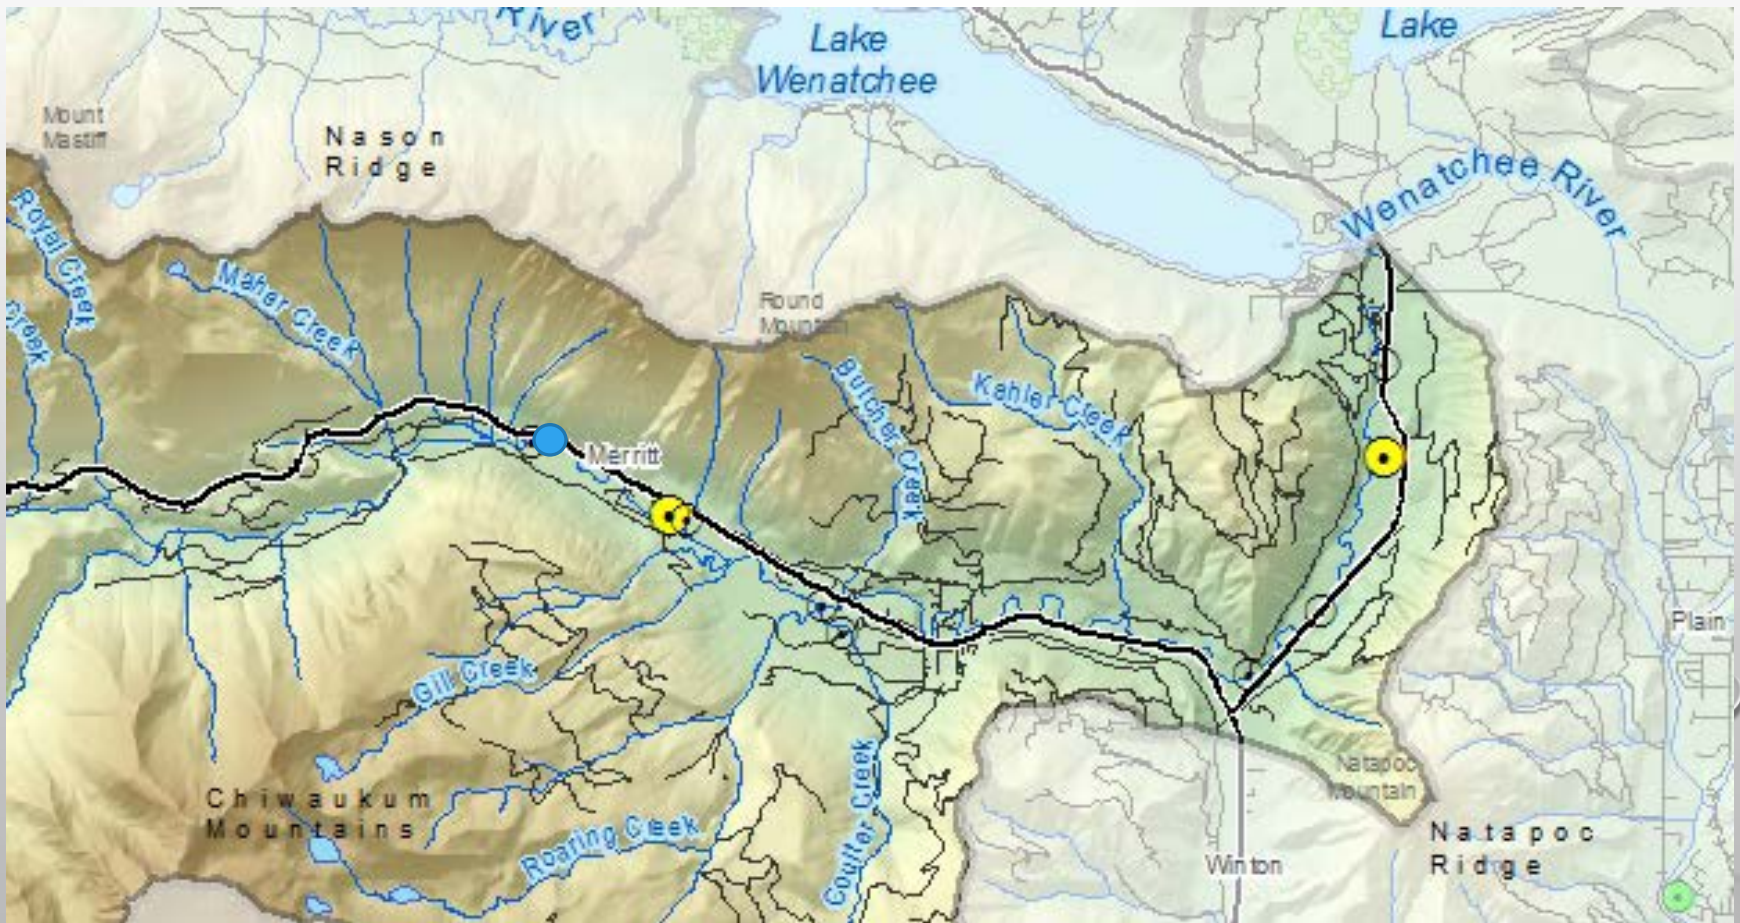 River
Lake
Wenatchee
Lake
Mount
Mastiff
Nason
Ridge
Wenatchee River
Royal Creek
Creek
Maher Creek
Round
Mountain
Butcher Creek
Kahler Creek
Merritt
Plain
Gill Creek
Natapoc
Mountain
Chiwaukum
Mountains
Roaring Creek
Coulter Creek
Natapoc
Ridge
Winton